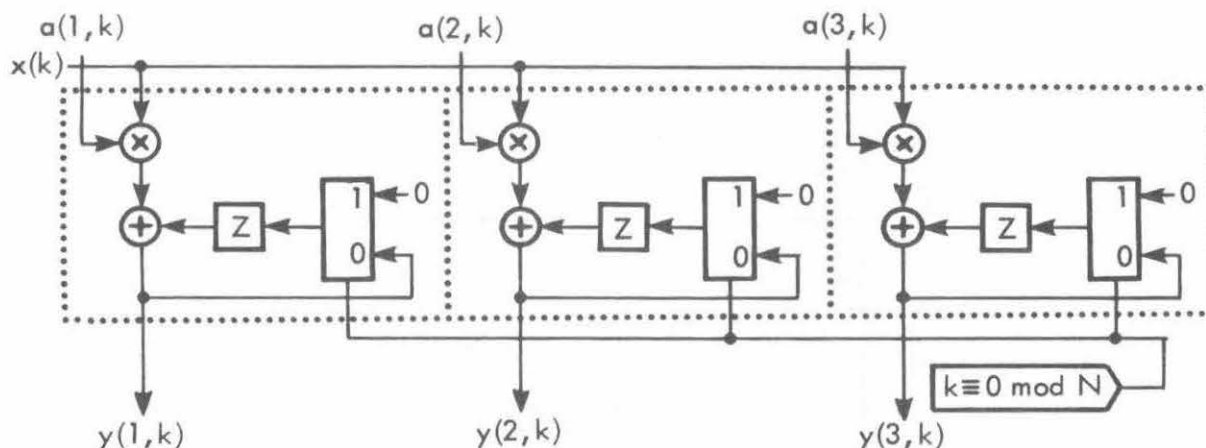 a(1,k)
a(2,k)
a(3,k)
x(k)
×
×
×
1
0
1
0
1
0
+
Z
+
Z
+
Z
0
0
0
k≡0 mod N
y(1,k)
y(2,k)
y(3,k)